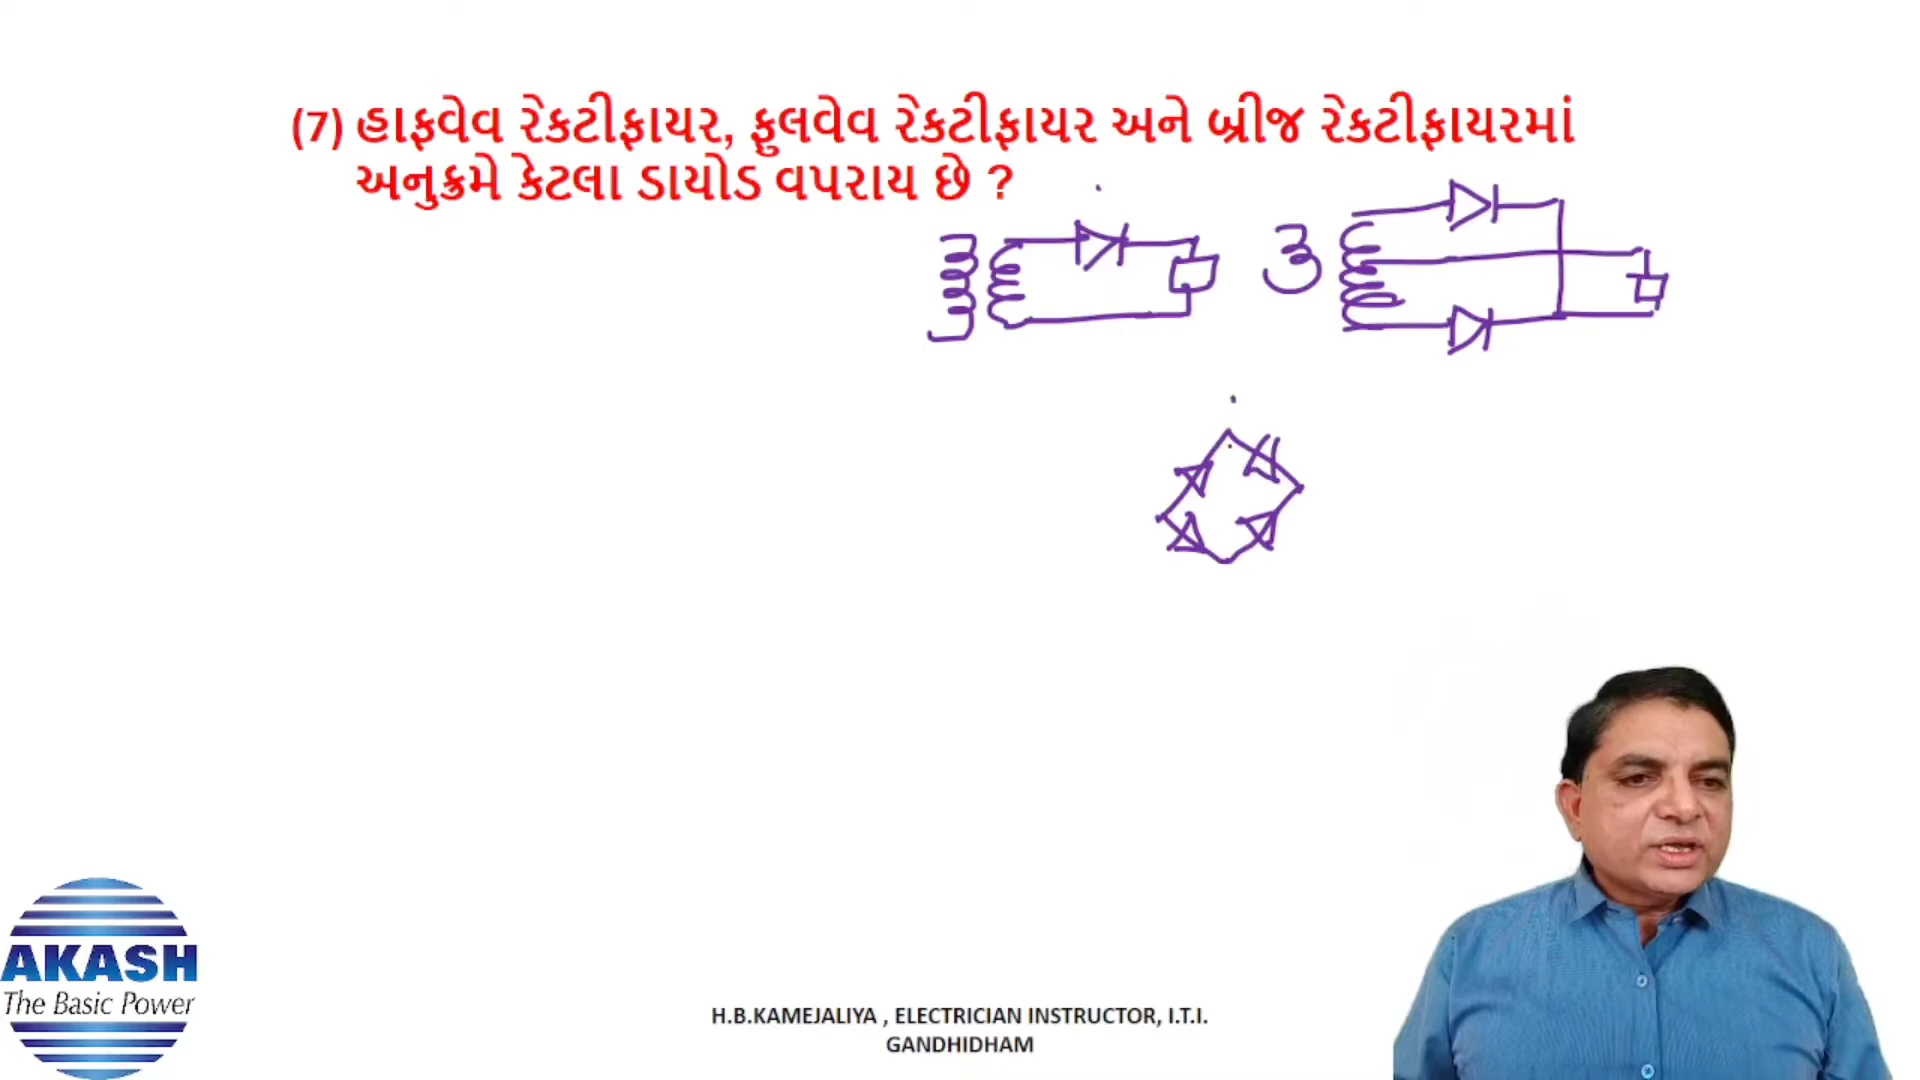 (7) હાફવેવ રેકટીફાયર, ફુલવેવ રેકટીફાયર અને બ્રીજ રેકટીફાયરમાં
અનુક્રમે કેટલા ડાયોડ વપરાય છે ?
AKASH
The Basic Power
H.B.KAMEJALIYA , ELECTRICIAN INSTRUCTOR, I.T.I.
GANDHIDHAM